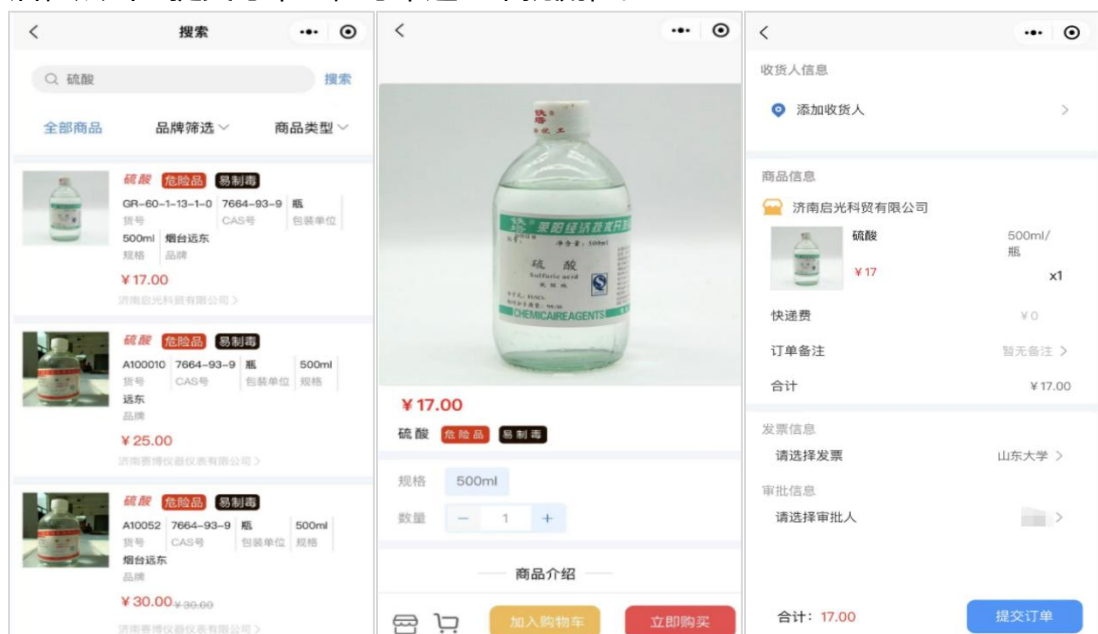 搜索
硫酸
搜索
全部商品
品牌筛选
商品类型
硫酸 危险品 易制毒
GR-60-1-13-1-0 7664-93-9 瓶
货号 CAS号 包装单位
500ml 烟台远东
规格 品牌
¥17.00
济南启光科贸有限公司>
硫酸 危险品 易制毒
A100010 7664-93-9 瓶 500ml
货号 CAS号 包装单位 规格
远东
品牌
¥25.00
济南赛博仪器仪表有限公司>
硫酸 危险品 易制毒
A10052 7664-93-9 瓶 500ml
货号 CAS号 包装单位 规格
烟台远东
品牌
¥30.00 ¥30.00
济南赛博仪器仪表有限公司>
净含量: 500ml
硫酸
Sulfuric acid
CHEMICAIREAGENTS
¥17.00
硫酸 危险品 易制毒
规格 500ml
数量 - 1 +
商品介绍
加入购物车
立即购买
收货人信息
添加收货人 >
商品信息
济南启光科贸有限公司
硫酸 500ml/
瓶
¥17
x1
快递费 ¥0
订单备注 暂无备注 >
合计 ¥17.00
发票信息
请选择发票 山东大学 >
审批信息
请选择审批人 >
合计: 17.00
提交订单